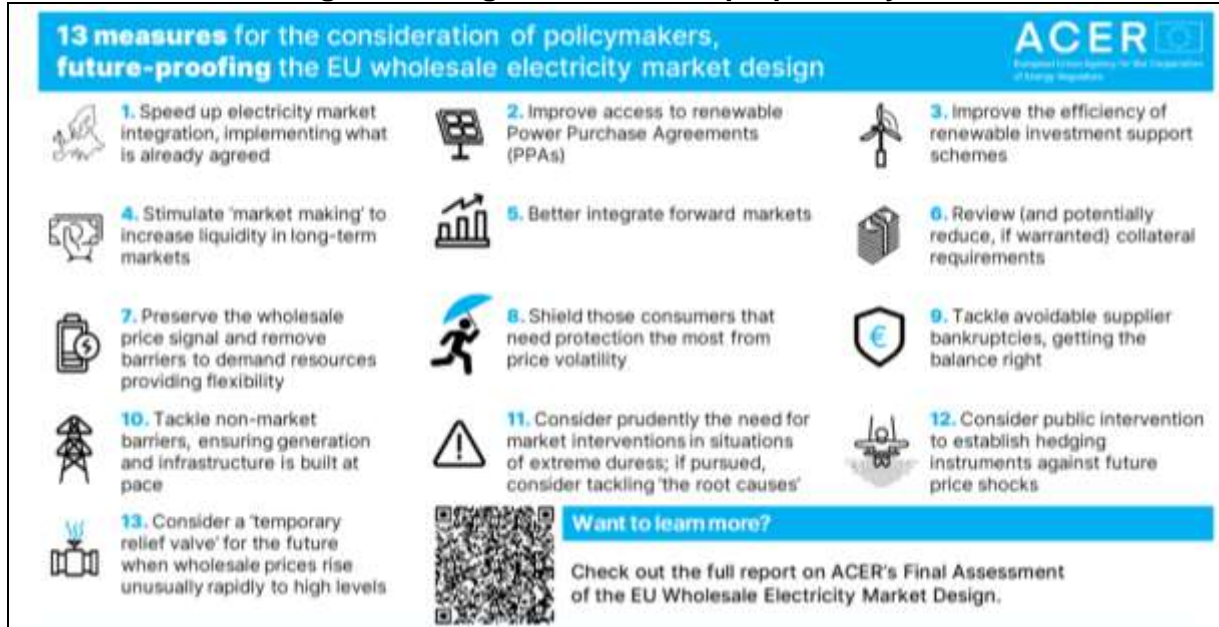 13 measures for the consideration of policymakers,
future-proofing the EU wholesale electricity market design
ACER
European Union Agency for the Cooperation
of Energy Regulators
1. Speed up electricity market
integration, implementing what
is already agreed
2. Improve access to renewable
Power Purchase Agreements
(PPAs)
3. Improve the efficiency of
renewable investment support
schemes
4. Stimulate 'market making' to
increase liquidity in long-term
markets
5. Better integrate forward markets
6. Review (and potentially
reduce, if warranted) collateral
requirements
7. Preserve the wholesale
price signal and remove
barriers to demand resources
providing flexibility
8. Shield those consumers that
need protection the most from
price volatility
€
9. Tackle avoidable supplier
bankruptcies, getting the
balance right
10. Tackle non-market
barriers, ensuring generation
and infrastructure is built at
pace
11. Consider prudently the need for
market interventions in situations
of extreme duress; if pursued,
consider tackling 'the root causes'
12. Consider public intervention
to establish hedging
instruments against future
price shocks
13. Consider a 'temporary
relief valve' for the future
when wholesale prices rise
unusually rapidly to high levels
Want to learn more?
Check out the full report on ACER's Final Assessment
of the EU Wholesale Electricity Market Design.